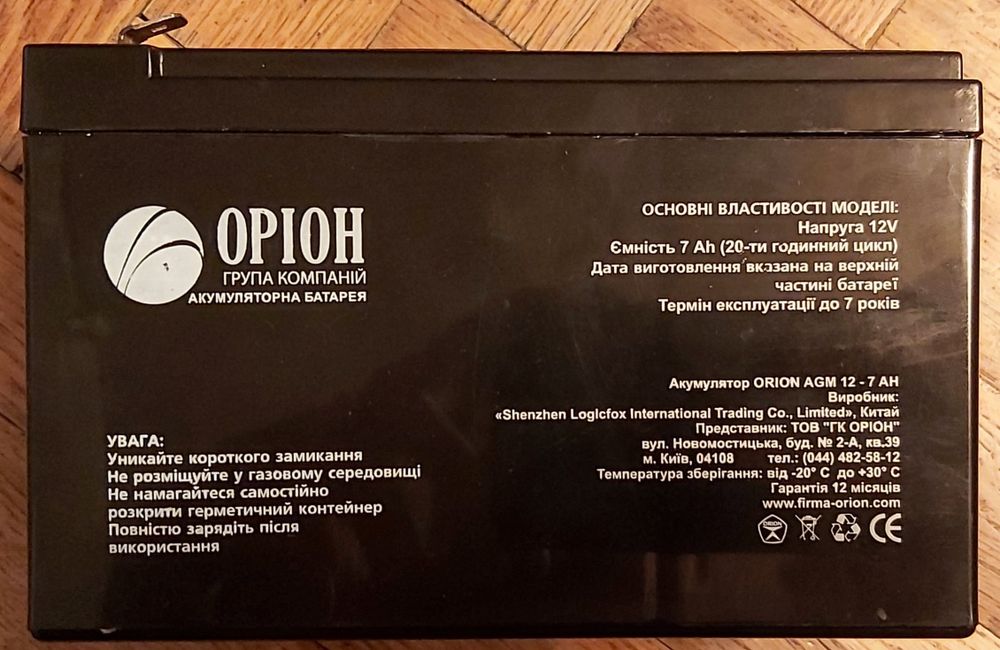 ОРІОН
ГРУПА КОМПАНІЙ
АКУМУЛЯТОРНА БАТАРЕЯ
ОСНОВНІ ВЛАСТИВОСТІ МОДЕЛІ:
Напруга 12V
Ємність 7 Ah (20-ти годинний цикл)
Дата виготовлення вказана на верхній
частині батареї
Термін експлуатації до 7 років
УВАГА:
Уникайте короткого замикання
Не розміщуйте у газовому середовищі
Не намагайтеся самостійно
розкрити герметичний контейнер
Повністю зарядіть після
використання
Акумулятор ORION AGM 12 - 7 AH
Виробник:
«Shenzhen Logicfox International Trading Co., Limited», Китай
Представник: ТОВ "ГК ОРІОН"
вул. Новомостицька, буд. № 2-А, кв.39
м. Київ, 04108 тел.: (044) 482-58-12
Температура зберігання: від -20° С до +30° С
Гарантія 12 місяців
www.firma-orion.com
ORION
CE